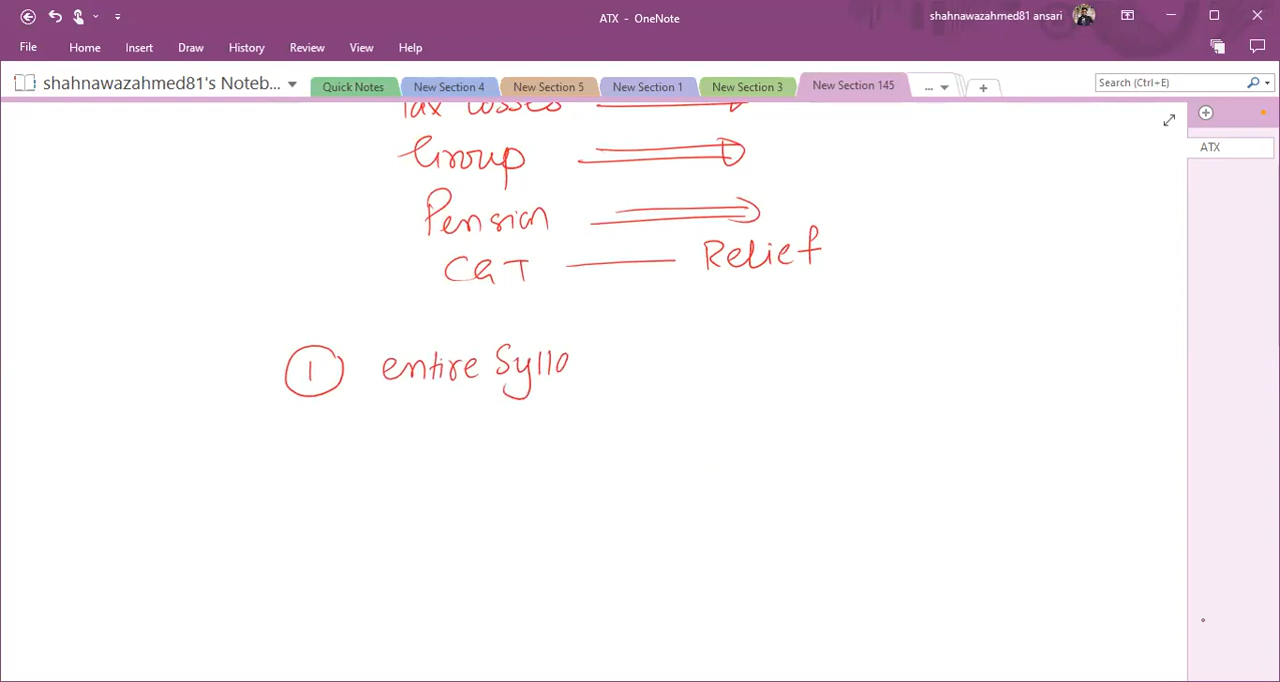 ATX - OneNote
shahnawazahmed81 ansari
File Home Insert Draw History Review View Help
shahnawazahmed81's Noteb...
Quick Notes New Section 4 New Section 5 New Section 1 New Section 3 New Section 145 ... +
Search (Ctrl+E)
ATX
Tax Losses
Group
Pension
CGT Relief
1 entire Syllo